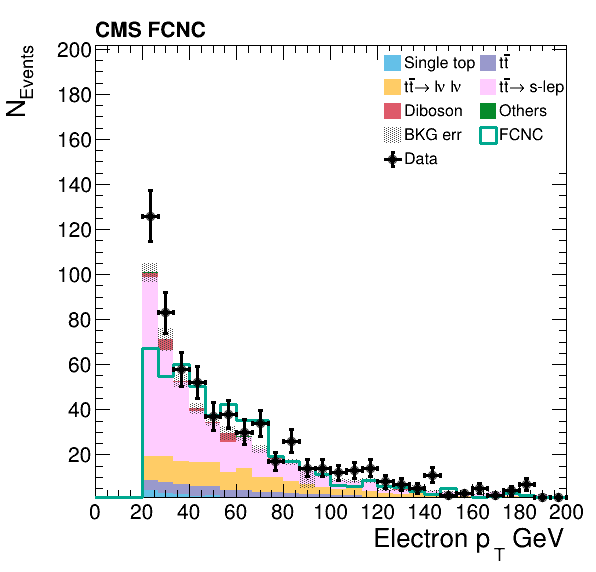 CMS FCNC
N_Events
200
180
160
140
120
100
80
60
40
20
Single top
tt̅
tt̅→ lν lν
tt̅→ s-lep
Diboson
Others
BKG err
FCNC
Data
0 20 40 60 80 100 120 140 160 180 200
Electron p_T GeV